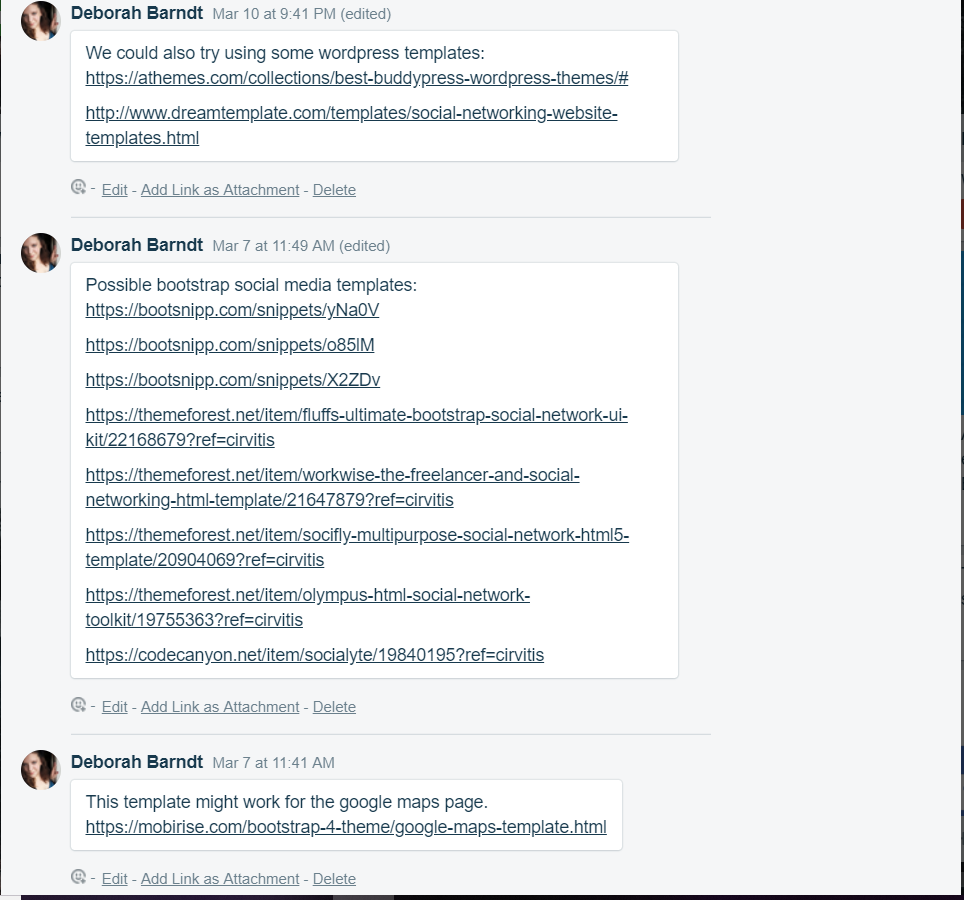 Deborah Barndt Mar 10 at 9:41 PM (edited)
We could also try using some wordpress templates:
https://athemes.com/collections/best-buddypress-wordpress-themes/#
http://www.dreamtemplate.com/templates/social-networking-website-
templates.html
- Edit - Add Link as Attachment - Delete
Deborah Barndt Mar 7 at 11:49 AM (edited)
Possible bootstrap social media templates:
https://bootsnipp.com/snippets/yNa0V
https://bootsnipp.com/snippets/o85lM
https://bootsnipp.com/snippets/X2ZDv
https://themeforest.net/item/fluffs-ultimate-bootstrap-social-network-ui-
kit/22168679?ref=cirvitis
https://themeforest.net/item/workwise-the-freelancer-and-social-
networking-html-template/21647879?ref=cirvitis
https://themeforest.net/item/socifly-multipurpose-social-network-html5-
template/20904069?ref=cirvitis
https://themeforest.net/item/olympus-html-social-network-
toolkit/19755363?ref=cirvitis
https://codecanyon.net/item/socialyte/19840195?ref=cirvitis
- Edit - Add Link as Attachment - Delete
Deborah Barndt Mar 7 at 11:41 AM
This template might work for the google maps page.
https://mobirise.com/bootstrap-4-theme/google-maps-template.html
- Edit - Add Link as Attachment - Delete